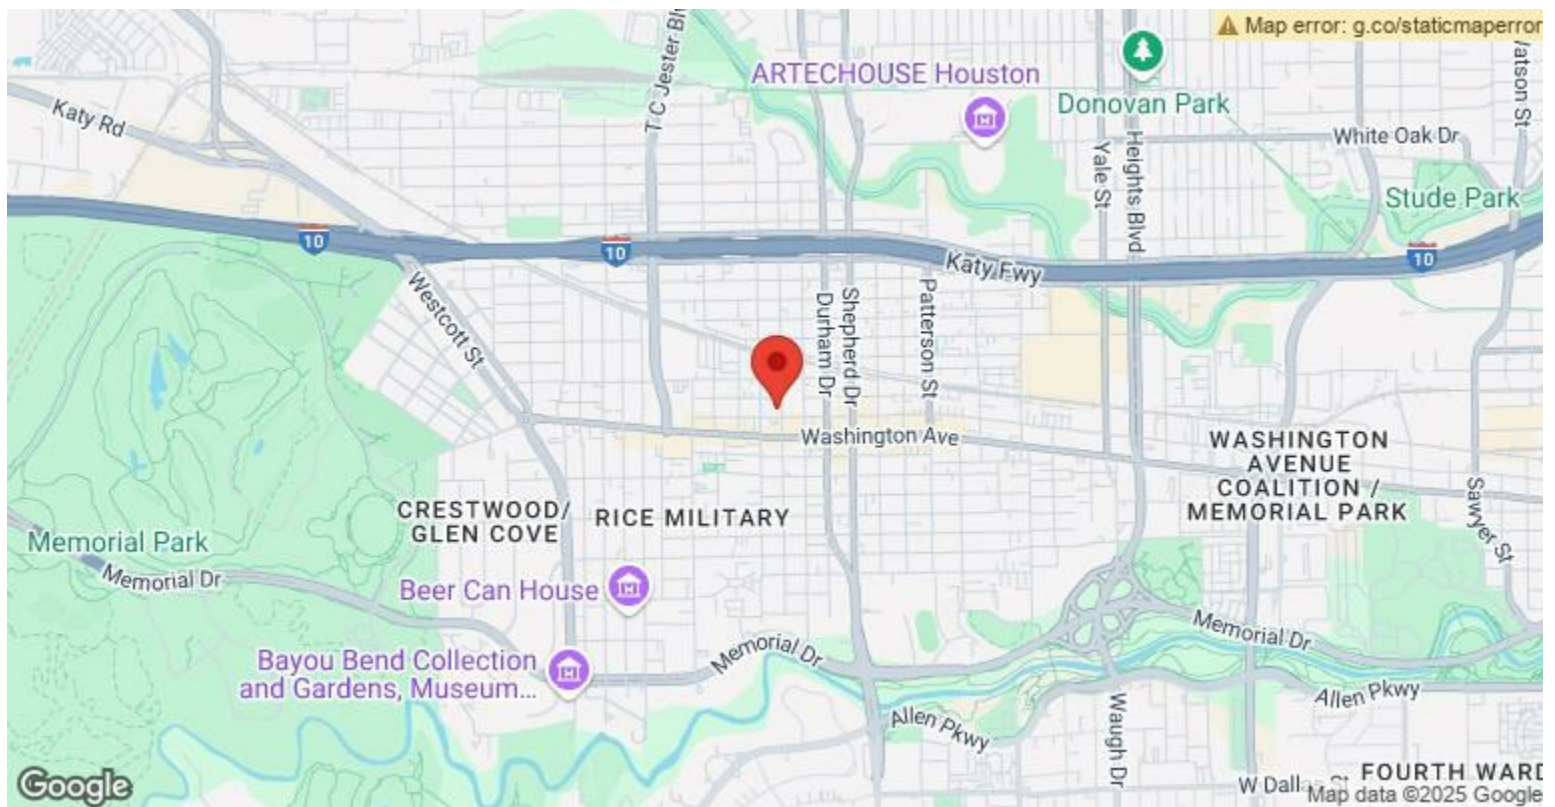 Map error: g.co/staticmaperror
Katy Rd
T C Jester Bl
ARTECHOUSE Houston
Donovan Park
White Oak Dr
Yale St
Heights Blvd
Stude Park
10
10
10
Katy Fwy
Westcott St
Durham Dr
Shepherd Dr
Patterson St
Washington Ave
WASHINGTON
AVENUE
COALITION /
MEMORIAL PARK
Sawyer St
CRESTWOOD/
GLEN COVE
RICE MILITARY
Memorial Park
Memorial Dr
Beer Can House
Bayou Bend Collection
and Gardens, Museum...
Memorial Dr
Memorial Dr
Allen Pkwy
Allen Pkwy
Waugh Dr
W Dallas St
FOURTH WARD
Google
Map data ©2025 Google